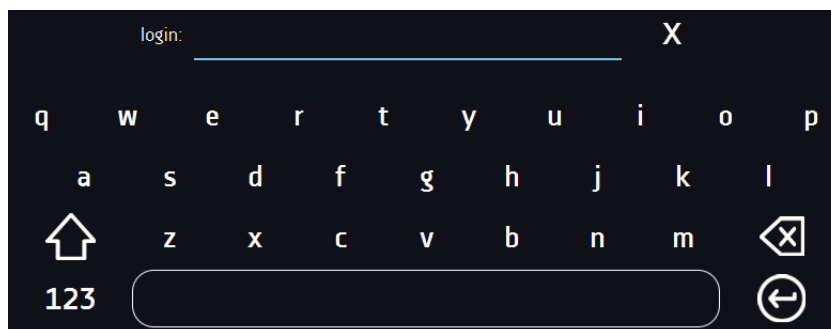 login: X
q w e r t y u i o p
a s d f g h j k l
z x c v b n m
123